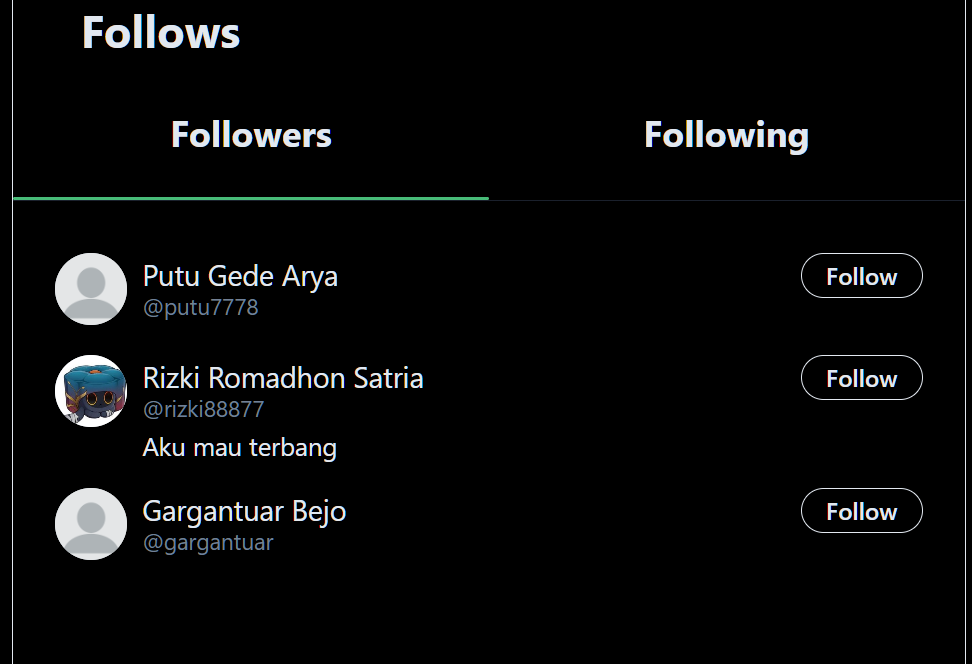 Follows
Followers
Following
Putu Gede Arya
Follow
@putu7778
Rizki Romadhon Satria
Follow
@rizki88877
Aku mau terbang
Gargantuar Bejo
Follow
@gargantuar